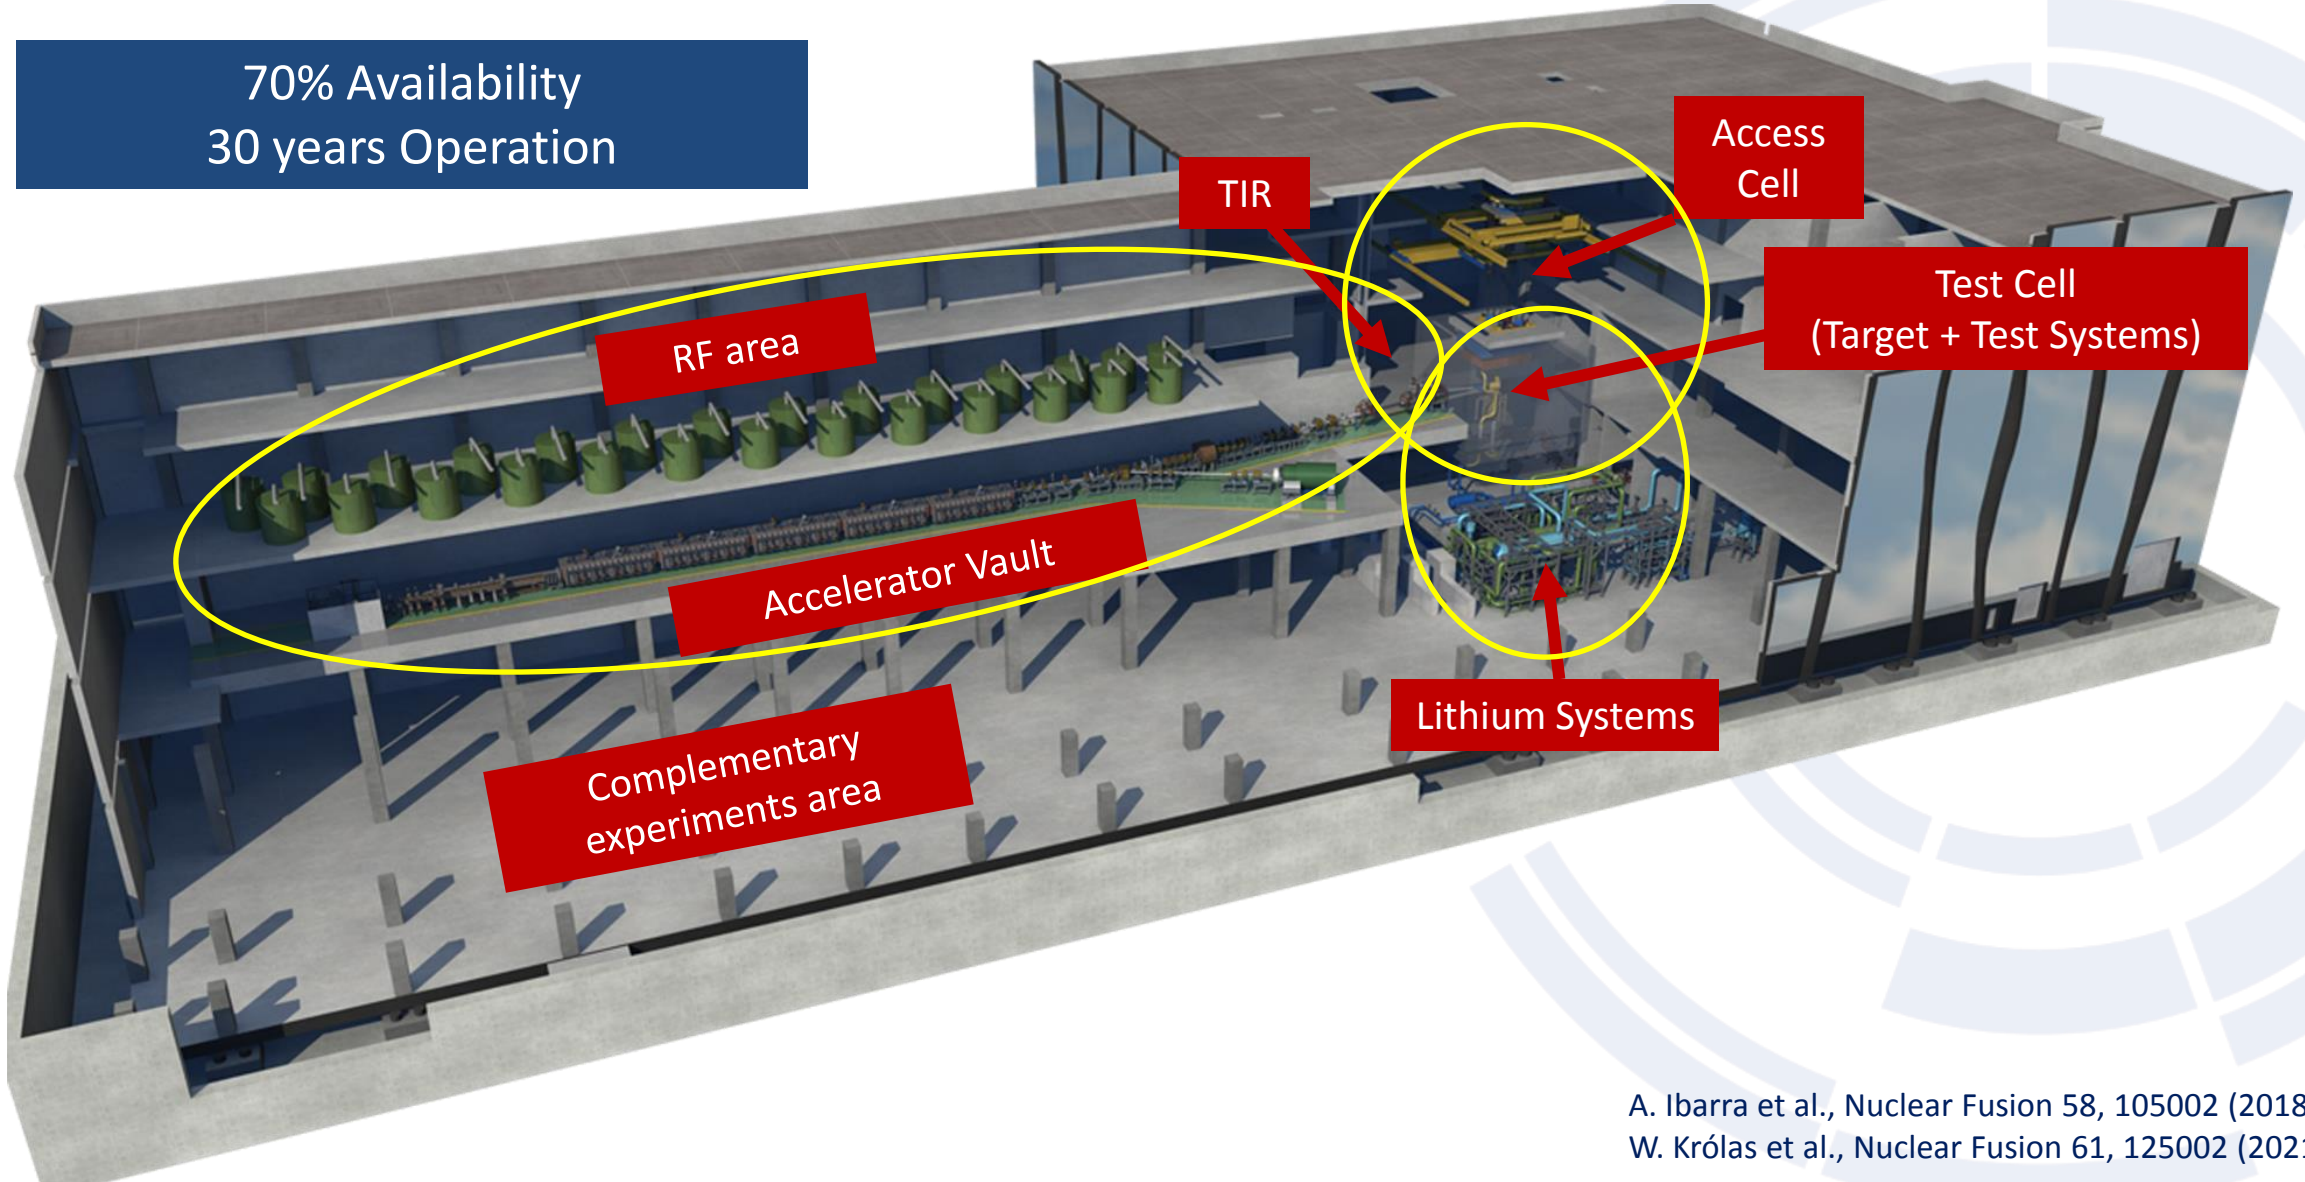 70% Availability
30 years Operation
Access
Cell
TIR
Test Cell
(Target + Test Systems)
RF area
Accelerator Vault
Lithium Systems
Complementary
experiments area
A. Ibarra et al., Nuclear Fusion 58, 105002 (2018
W. Królas et al., Nuclear Fusion 61, 125002 (2021